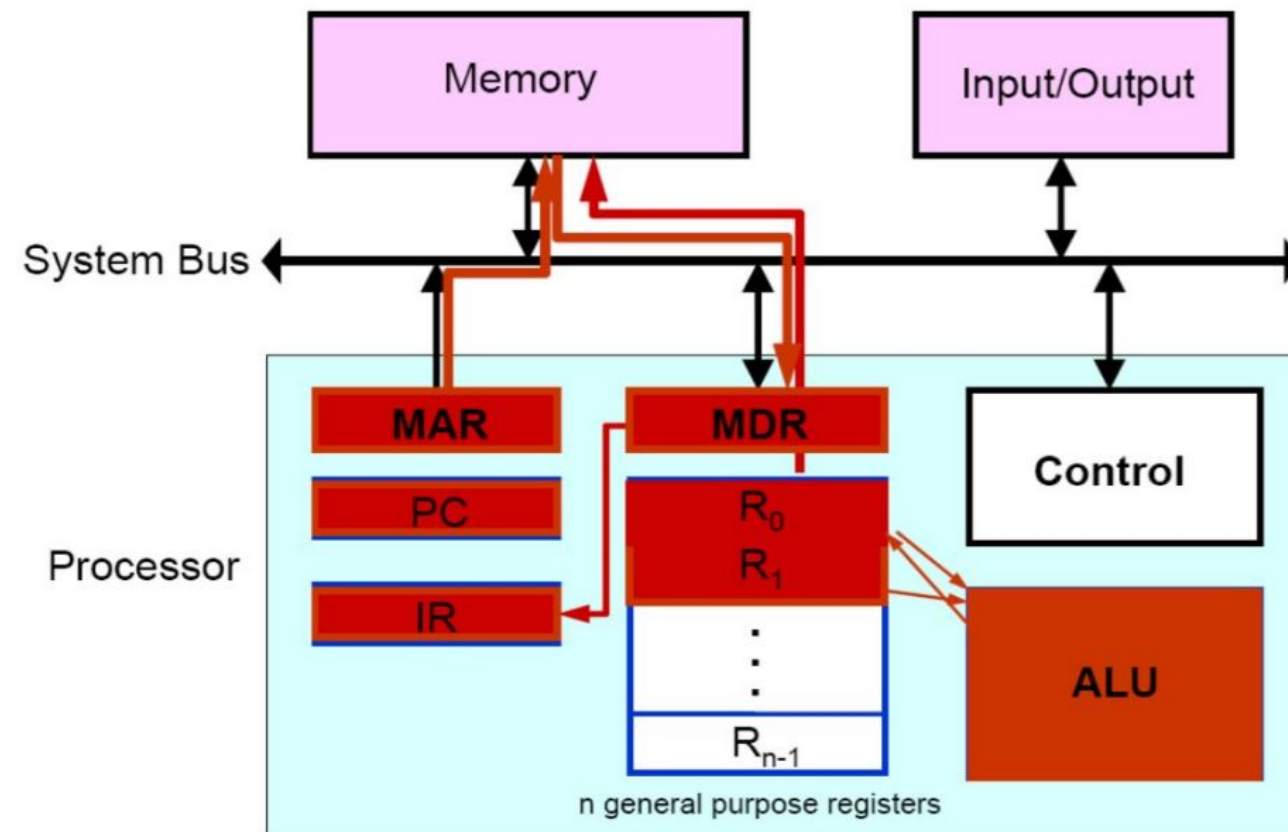 Memory
Input/Output
System Bus
MAR
MDR
Control
PC
R₀
R₁
Processor
IR
ALU
Rₙ₋₁
n general purpose registers